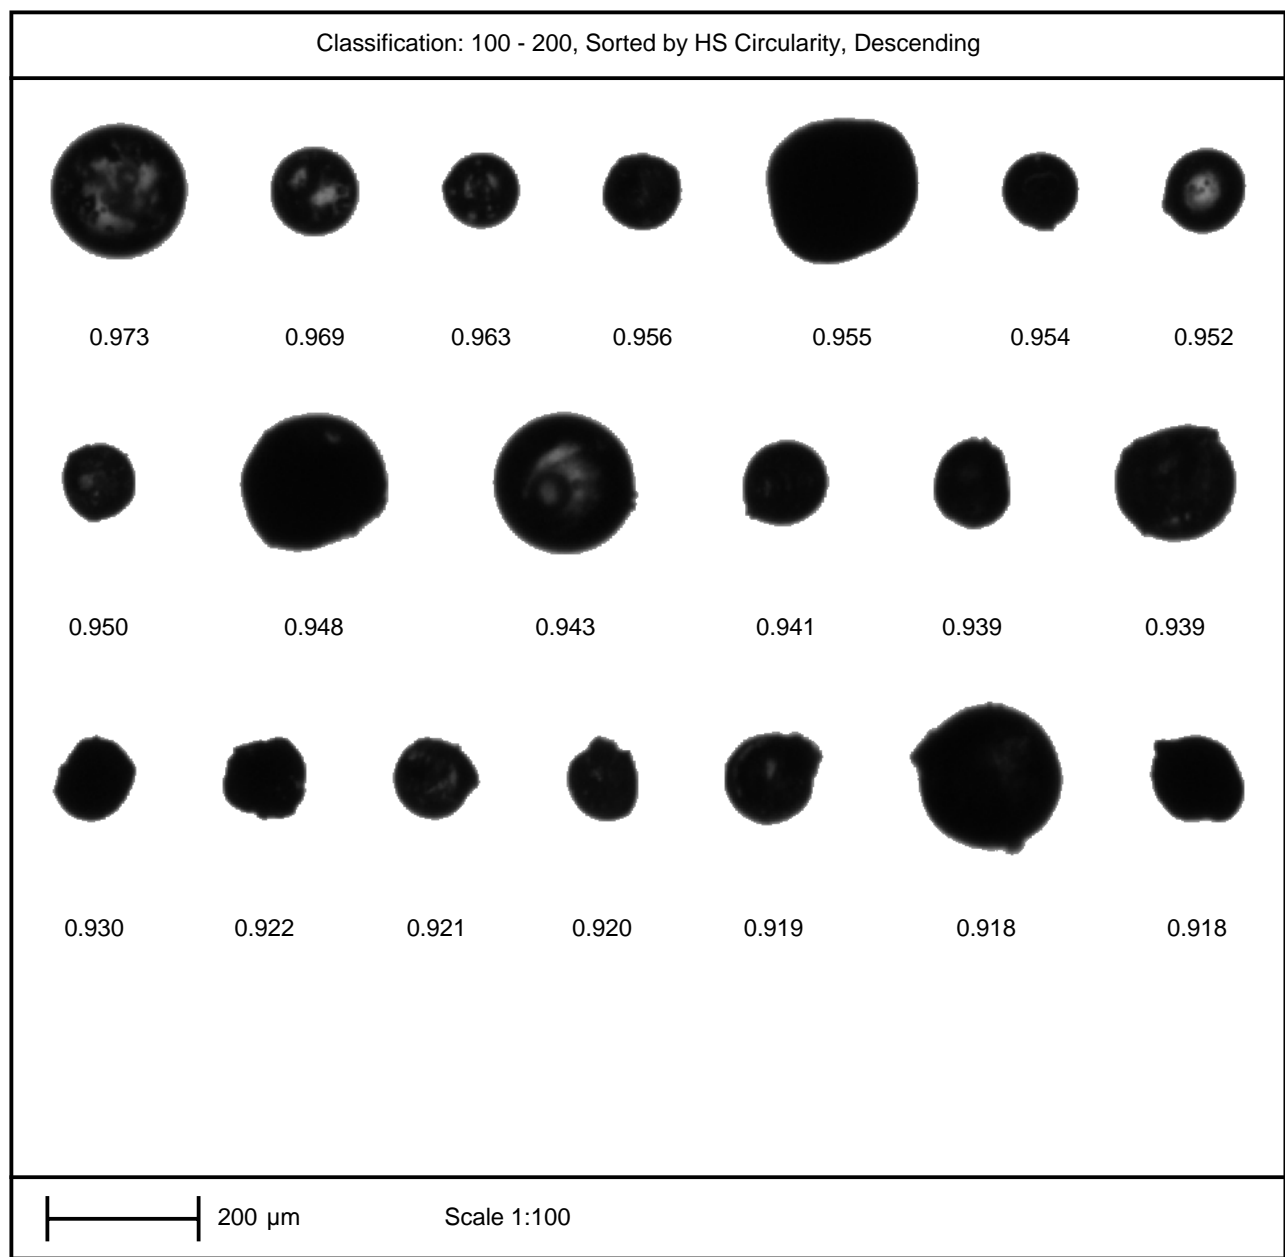 Classification: 100 - 200, Sorted by HS Circularity, Descending
0.973 0.969 0.963 0.956 0.955 0.954 0.952
0.950 0.948 0.943 0.941 0.939 0.939
0.930 0.922 0.921 0.920 0.919 0.918 0.918
200 µm Scale 1:100